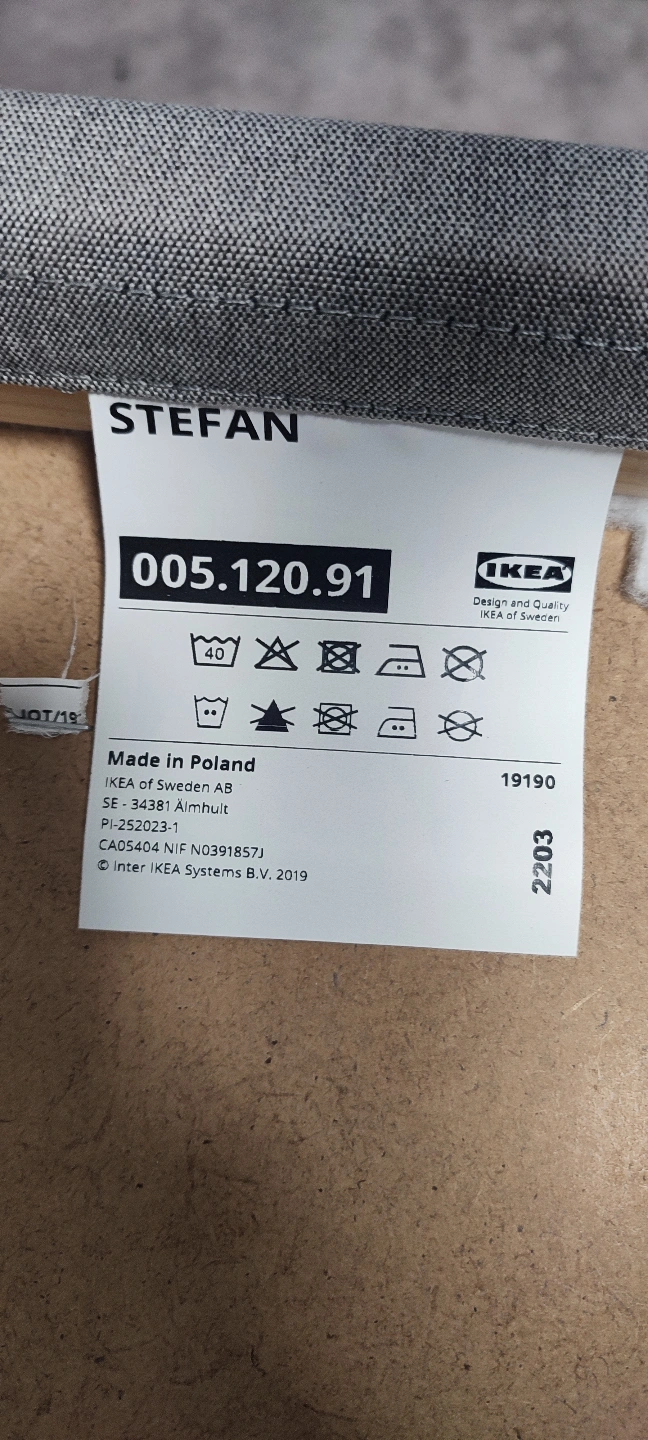 STEFAN
005.120.91
IKEA
Design and Quality
IKEA of Sweden
40
Made in Poland
19190
IKEA of Sweden AB
SE - 34381 Älmhult
PI-252023-1
CA05404 NIF N0391857J
© Inter IKEA Systems B.V. 2019
2203